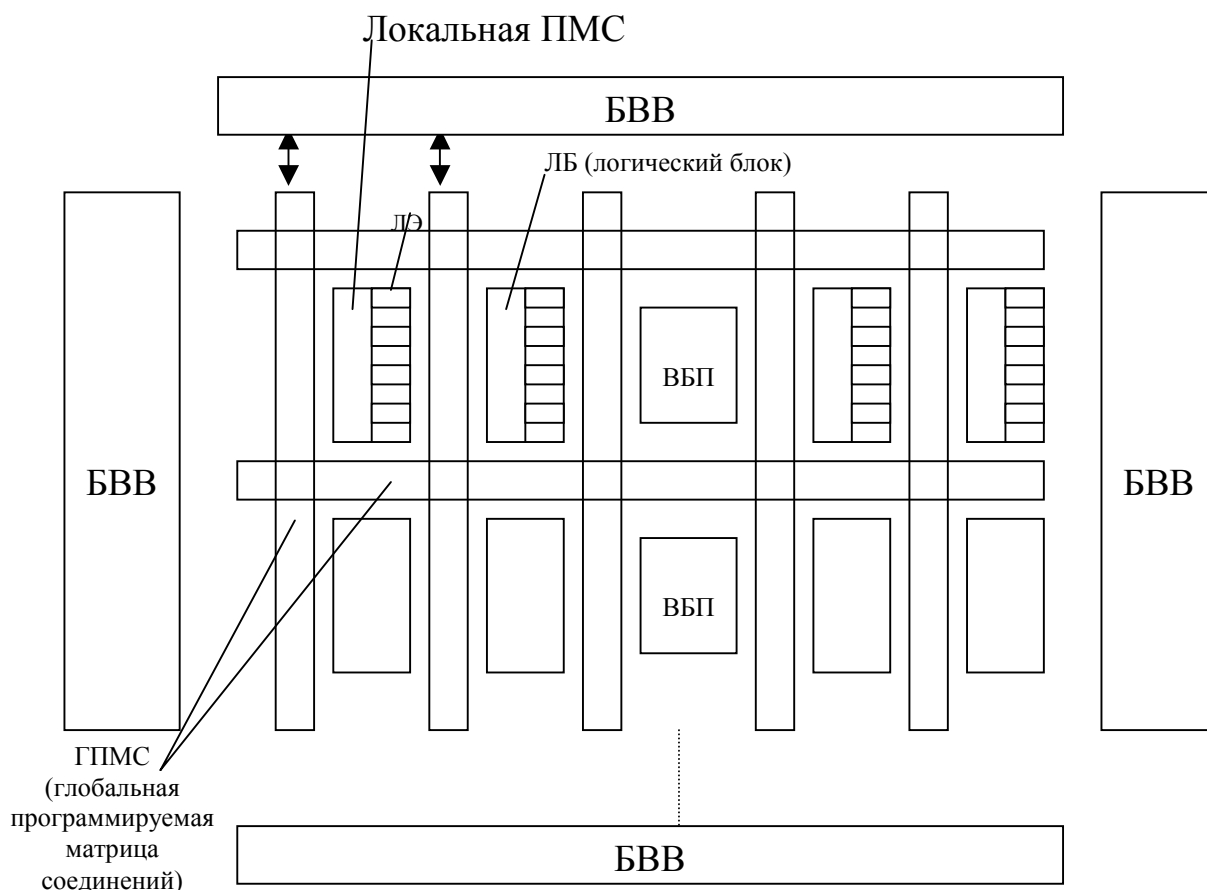 Локальная ПМС
БВВ
ЛБ (логический блок)
ЛЭ
ВБП
БВВ
БВВ
ВБП
ГПМС
(глобальная
программируемая
матрица
соединений)
БВВ